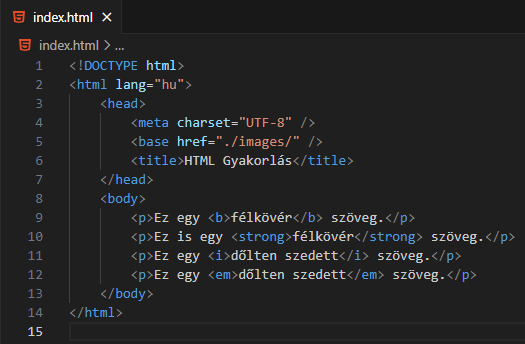 index.html
index.html > ...
1 <!DOCTYPE html>
2 <html lang="hu">
3     <head>
4         <meta charset="UTF-8" />
5         <base href="./images/" />
6         <title>HTML Gyakorlás</title>
7     </head>
8     <body>
9         <p>Ez egy <b>félkövér</b> szöveg.</p>
10         <p>Ez is egy <strong>félkövér</strong> szöveg.</p>
11         <p>Ez egy <i>dőlten szedett</i> szöveg.</p>
12         <p>Ez egy <em>dőlten szedett</em> szöveg.</p>
13     </body>
14 </html>
15